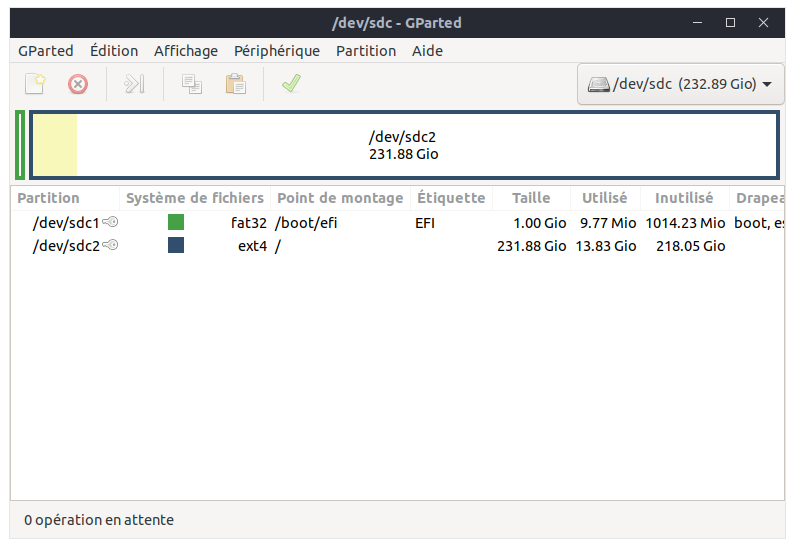 /dev/sdc - GParted
GParted Édition Affichage Périphérique Partition Aide
/dev/sdc (232.89 Gio)
/dev/sdc2
231.88 Gio
Partition Système de fichiers Point de montage Étiquette Taille Utilisé Inutilisé Drapea
/dev/sdc1 fat32 /boot/efi EFI 1.00 Gio 9.77 Mio 1014.23 Mio boot, es
/dev/sdc2 ext4 / 231.88 Gio 13.83 Gio 218.05 Gio
0 opération en attente